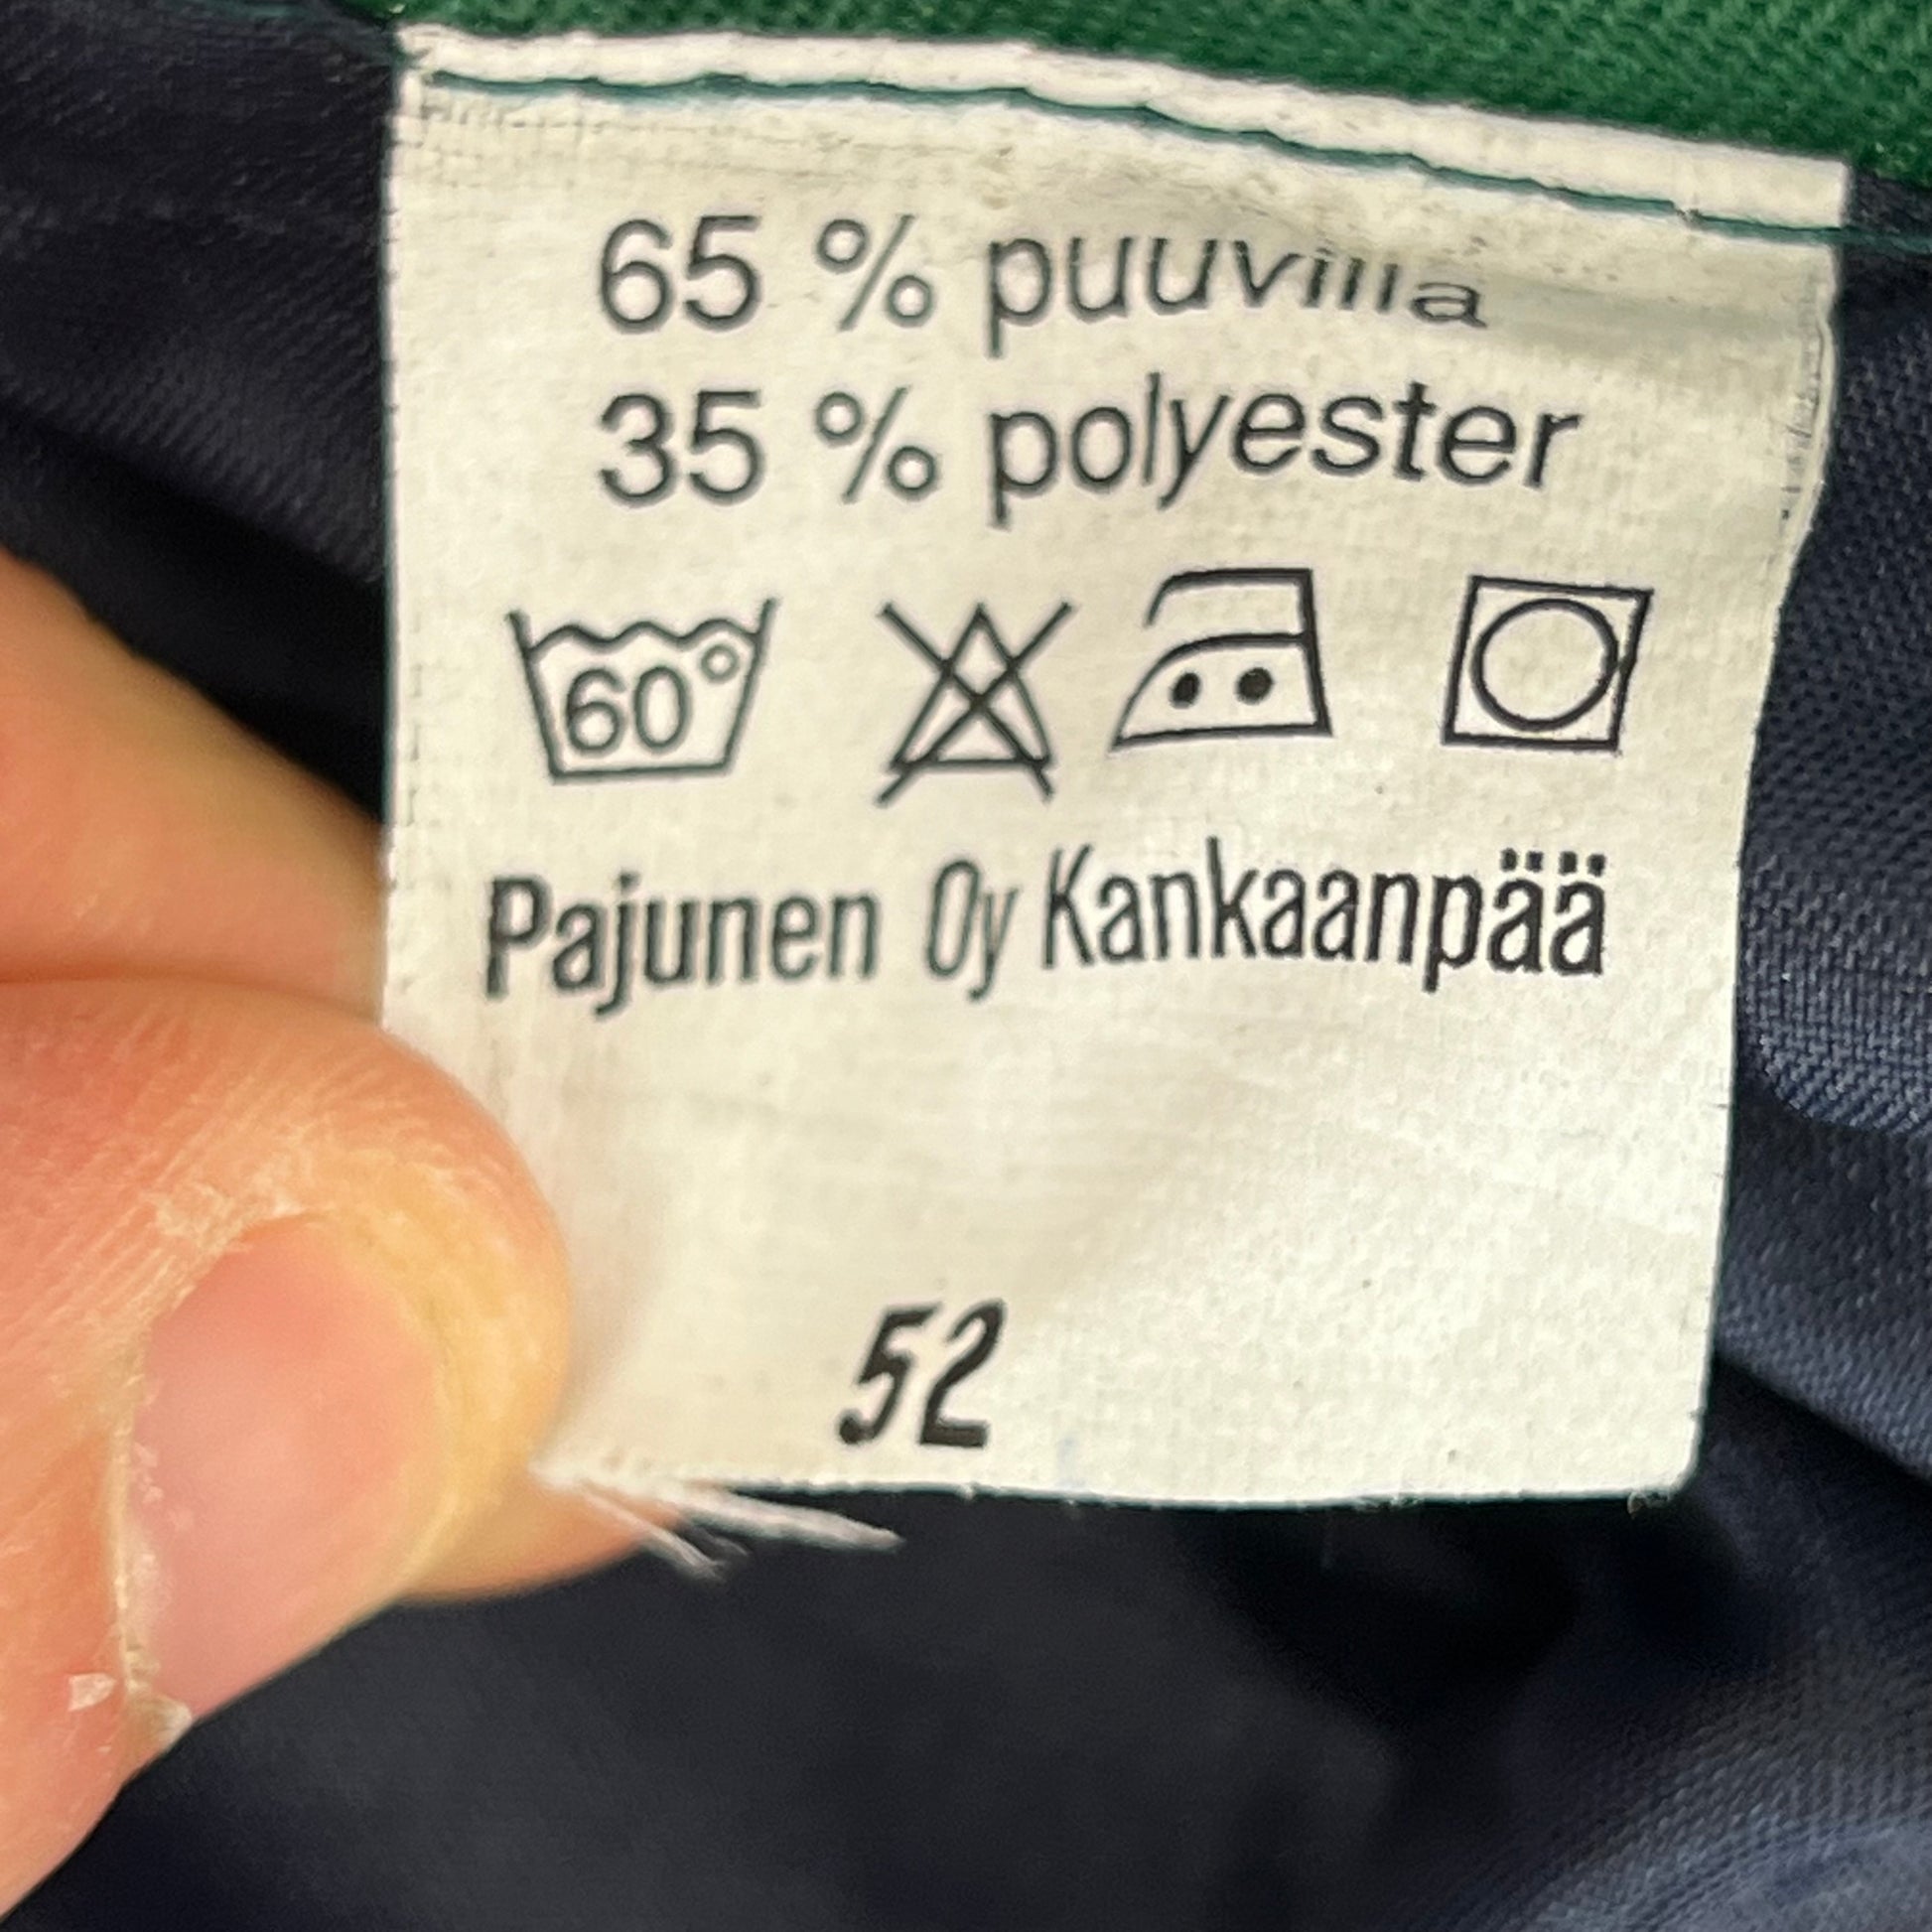 65 % puuvilla
35 % polyester
60°
Pajunen Oy Kankaanpää
52